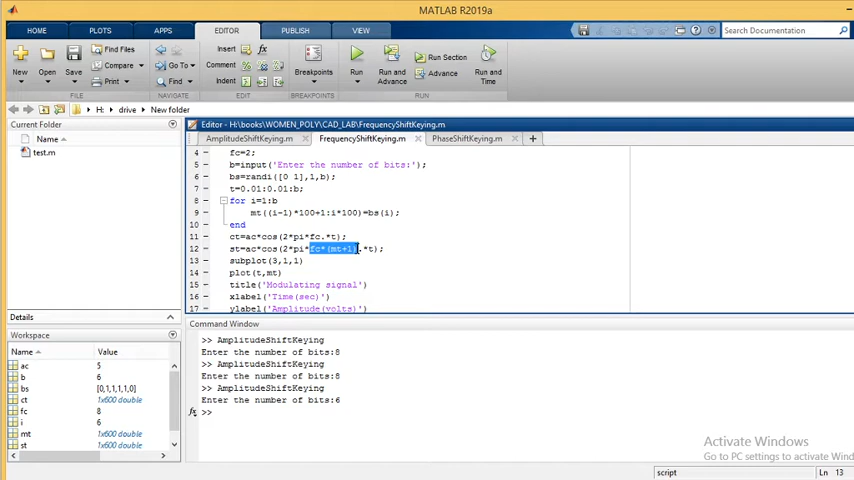 MATLAB R2019a
HOME PLOTS APPS EDITOR PUBLISH VIEW Search Documentation
New Open Save Find Files Compare Print Go To Find Insert Comment Indent fx Breakpoints Run Run and Advance Run Section Advance Run and Time
FILE NAVIGATE EDIT BREAKPOINTS RUN
H: drive New folder
Current Folder
Name
test.m
Details
Workspace
Name Value
ac 5
b 6
bs [0,1,1,1,1,0]
ct 1x600 double
fc 8
i 6
mt 1x600 double
st 1x600 double
Editor - H:\books\WOMEN_POLY\CAD_LAB\FrequencyShiftKeying.m
AmplitudeShiftKeying.m FrequencyShiftKeying.m PhaseShiftKeying.m
4 fc=2;
5 b=input('Enter the number of bits:');
6 bs=randi([0 1],1,b);
7 t=0.01:0.01:b;
8 for i=1:b
9 mt((i-1)*100+1:i*100)=bs(i);
10 end
11 ct=ac*cos(2*pi*fc.*t);
12 st=ac*cos(2*pi*fc*(mt+1).*t);
13 subplot(3,1,1)
14 plot(t,mt)
15 title('Modulating signal')
16 xlabel('Time(sec)')
17 ylabel('Amplitude(volts)')
Command Window
>> AmplitudeShiftKeying
Enter the number of bits:8
>> AmplitudeShiftKeying
Enter the number of bits:8
>> AmplitudeShiftKeying
Enter the number of bits:6
fx >>
Activate Windows
Go to PC settings to activate Wind
script Ln 13